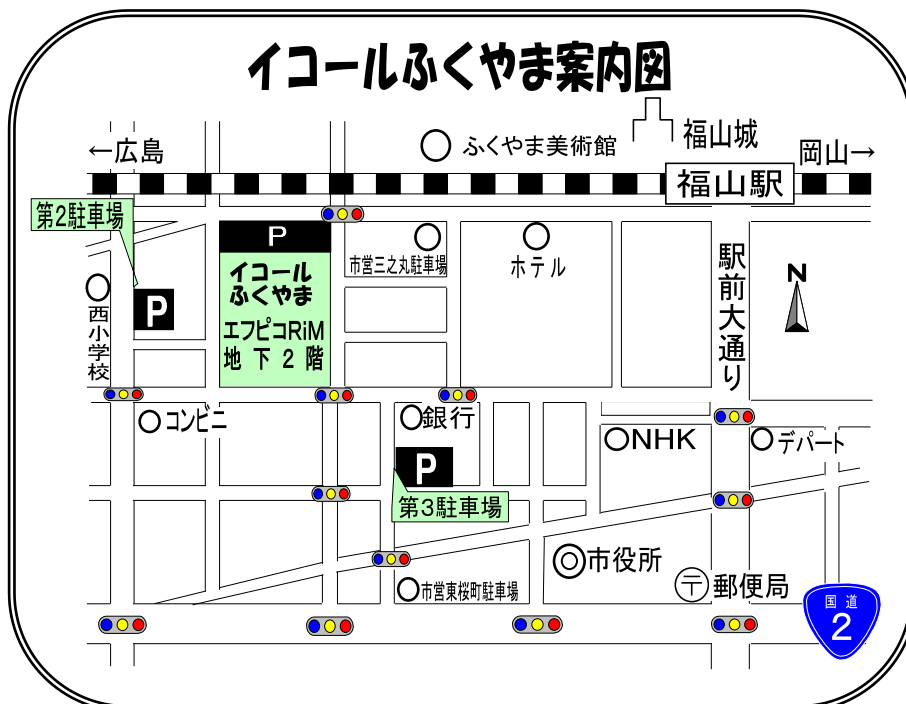 イコールふくやま案内図
←広島
ふくやま美術館
福山城
岡山→
福山駅
第2駐車場
P
市営三之丸駐車場
ホテル
駅前大通り
N
イコール
ふくやま
エフピコRiM
地下2階
P
西小学校
コンビニ
銀行
NHK
デパート
P
第3駐車場
市役所
市営東桜町駐車場
〒郵便局
国道
2